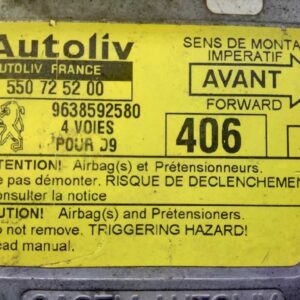 Autoliv
AUTOLIV FRANCE
550 72 52 00
9638592580
4 VOIES
POUR D9
SENS DE MONTA
IMPERATIF
AVANT
FORWARD
406
TENTION! Airbag(s) et Prétensionneurs.
e pas démonter. RISQUE DE DECLENCHEME
onsulter la notice
AUTION! Airbag(s) and Pretensioners.
o not remove. TRIGGERING HAZARD!
ead manual.